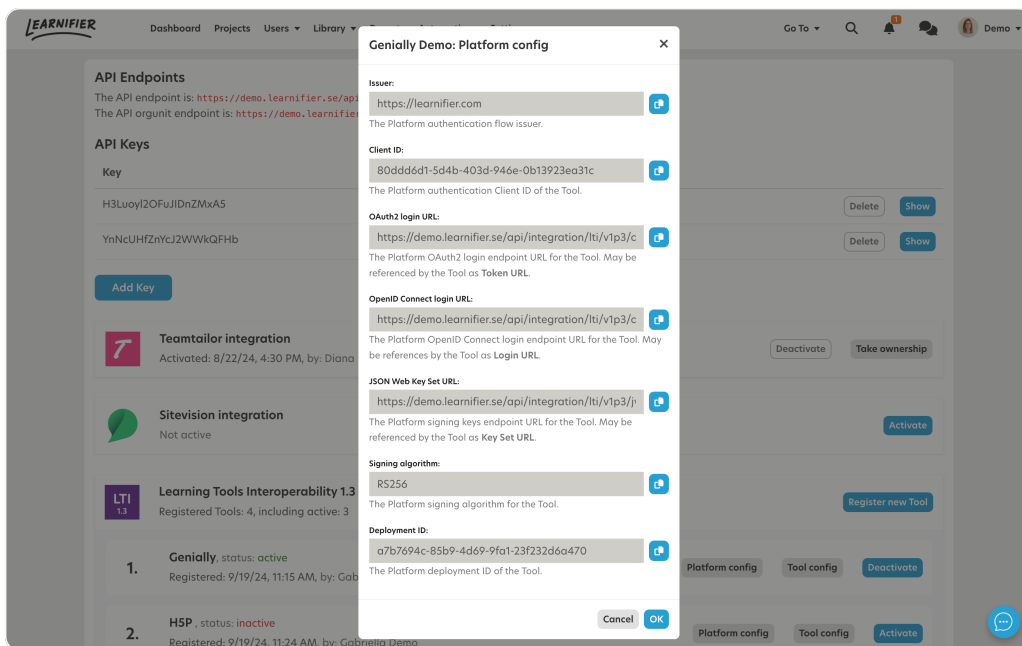 LEARNIFIER
Dashboard Projects Users Library
Go To 1 Demo
Genially Demo: Platform config
API Endpoints
The API endpoint is: https://demo.learnifier.se/api
The API orgunit endpoint is: https://demo.learnifier
API Keys
Key
H3Luoyl2OFuJIDnZMxA5
Delete Show
YnNcUHfZnYcJ2WWkQFHb
Delete Show
Add Key
Teamtailor integration
Activated: 8/22/24, 4:30 PM, by: Diana
Deactivate Take ownership
Sitevision integration
Not active
Activate
LTI
1.3
Learning Tools Interoperability 1.3
Registered Tools: 4, including active: 3
Register new Tool
1. Genially, status: active
Registered: 9/19/24, 11:15 AM, by: Gab
Platform config Tool config Deactivate
2. H5P , status: inactive
Registered: 9/19/24, 11:24 AM, by: Gabriella Demo
Platform config Tool config Activate
Issuer:
https://learnifier.com
The Platform authentication flow issuer.
Client ID:
80ddd6d1-5d4b-403d-946e-0b13923ea31c
The Platform authentication Client ID of the Tool.
OAuth2 login URL:
https://demo.learnifier.se/api/integration/lti/v1p3/c
The Platform OAuth2 login endpoint URL for the Tool. May be
referenced by the Tool as Token URL.
OpenID Connect login URL:
https://demo.learnifier.se/api/integration/lti/v1p3/c
The Platform OpenID Connect login endpoint URL for the Tool. May
be references by the Tool as Login URL.
JSON Web Key Set URL:
https://demo.learnifier.se/api/integration/lti/v1p3/j
The Platform signing keys endpoint URL for the Tool. May be
referenced by the Tool as Key Set URL.
Signing algorithm:
RS256
The Platform signing algorithm for the Tool.
Deployment ID:
a7b7694c-85b9-4d69-9fa1-23f232d6a470
The Platform deployment ID of the Tool.
Cancel OK